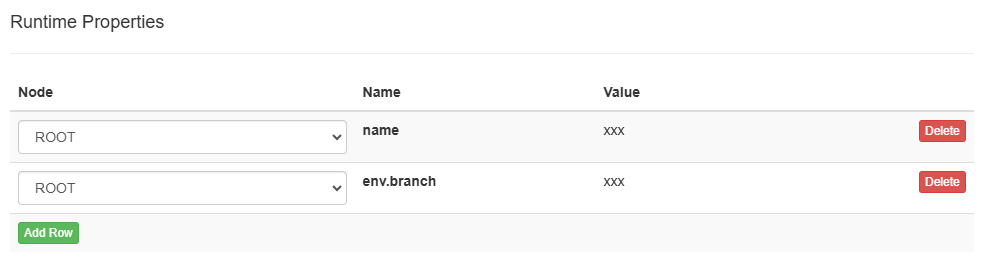 Runtime Properties
Node Name Value
ROOT name xxx Delete
ROOT env.branch xxx Delete
Add Row